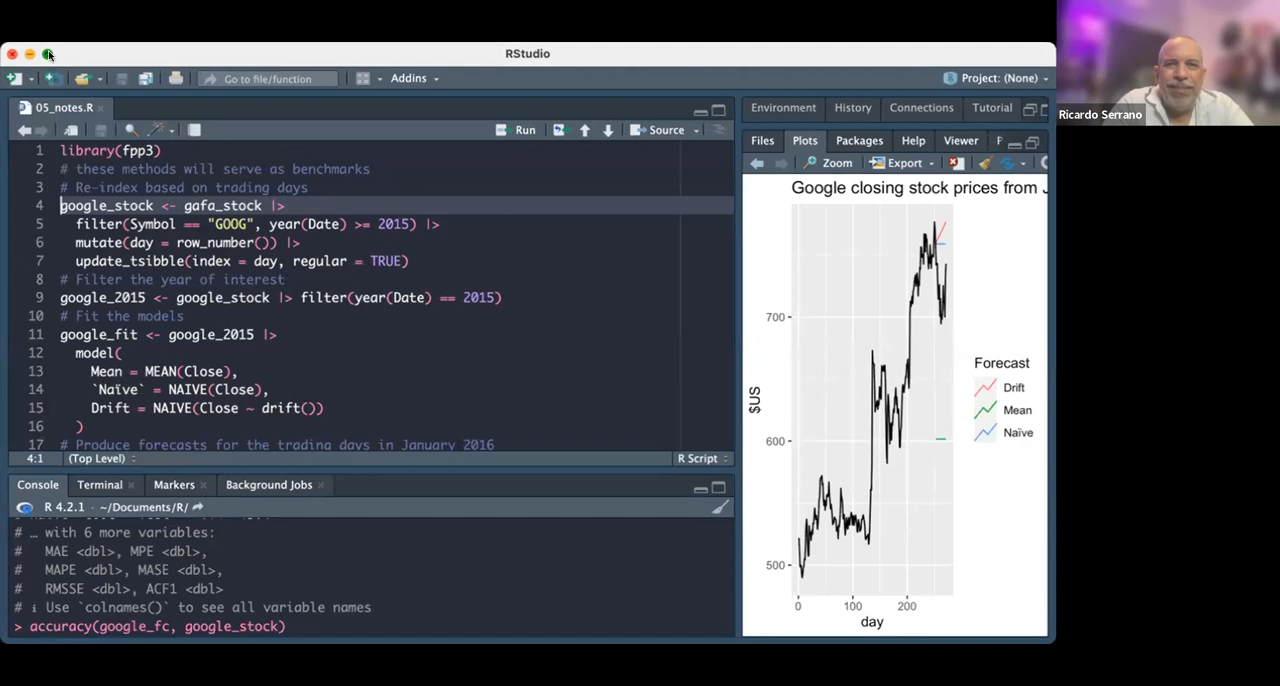 RStudio
Go to file/function
Addins
Project: (None)
05_notes.R
Run
Source
1 library(fpp3)
2 # these methods will serve as benchmarks
3 # Re-index based on trading days
4 google_stock <- gafa_stock |>
5 filter(Symbol == "GOOG", year(Date) >= 2015) |>
6 mutate(day = row_number()) |>
7 update_tsibble(index = day, regular = TRUE)
8 # Filter the year of interest
9 google_2015 <- google_stock |> filter(year(Date) == 2015)
10 # Fit the models
11 google_fit <- google_2015 |>
12 model(
13 Mean = MEAN(Close),
14 `Naïve` = NAIVE(Close),
15 Drift = NAIVE(Close ~ drift())
16 )
17 # Produce forecasts for the trading days in January 2016
4:1 (Top Level) R Script
Console Terminal Markers Background Jobs
R 4.2.1 · ~/Documents/R/
# … with 6 more variables:
# MAE <dbl>, MPE <dbl>,
# MAPE <dbl>, MASE <dbl>,
# RMSSE <dbl>, ACF1 <dbl>
# ℹ Use `colnames()` to see all variable names
> accuracy(google_fc, google_stock)
Environment History Connections Tutorial
Files Plots Packages Help Viewer P
Zoom Export
Google closing stock prices from J
700
600
500
$US
0 100 200
day
Forecast
Drift
Mean
Naïve
Ricardo Serrano